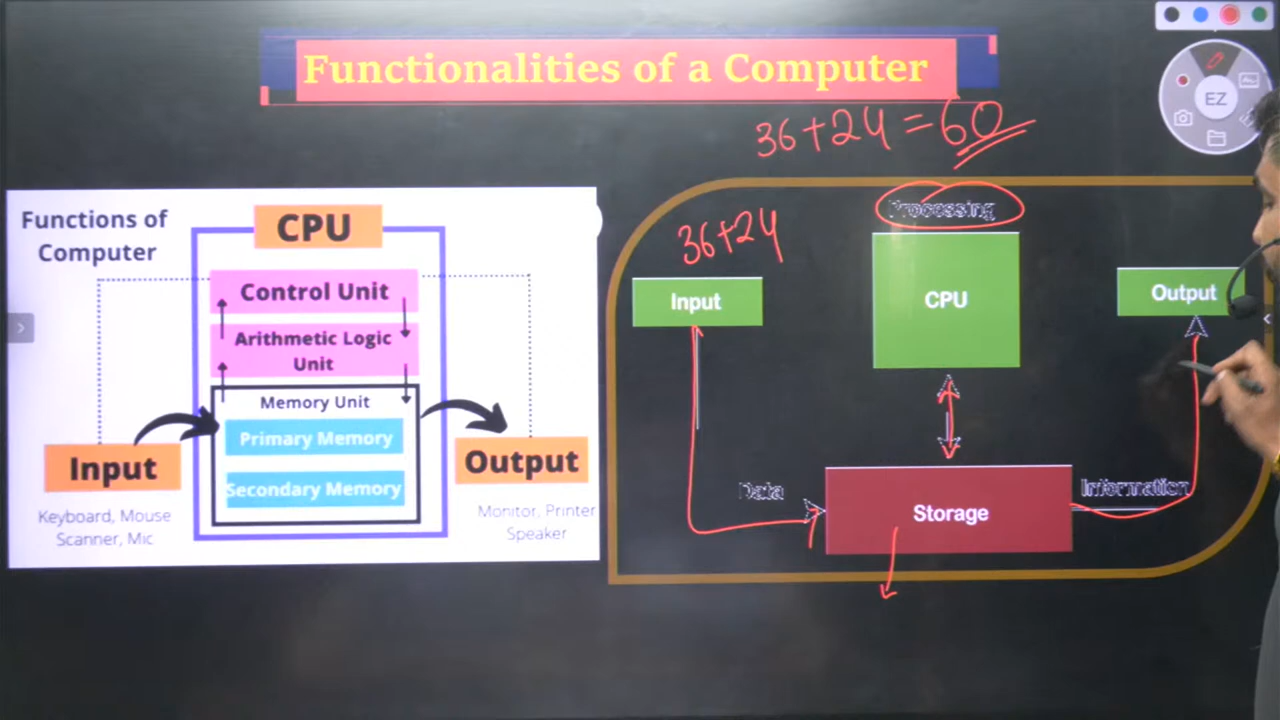 Functionalities of a Computer
36+24=60
EZ
Functions of
Computer
CPU
Control Unit
Arithmetic Logic
Unit
Memory Unit
Primary Memory
Secondary Memory
Input
Keyboard, Mouse
Scanner, Mic
Output
Monitor, Printer
Speaker
36+24
Input
Processing
CPU
Output
Data
Storage
Information